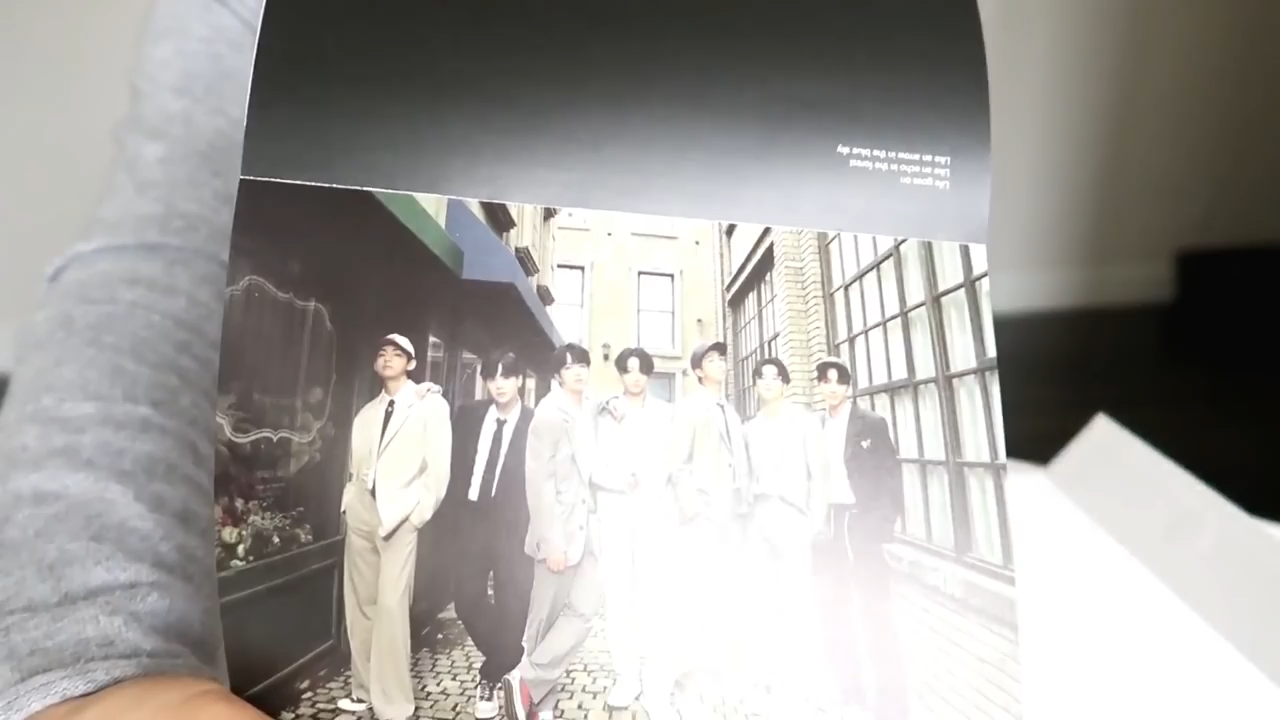 Life goes on
Like an echo in the forest
Like an arrow in the blue sky